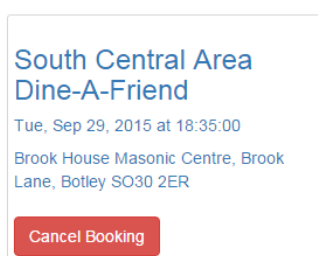 South Central Area
Dine-A-Friend
Tue, Sep 29, 2015 at 18:35:00
Brook House Masonic Centre, Brook
Lane, Botley SO30 2ER
Cancel Booking